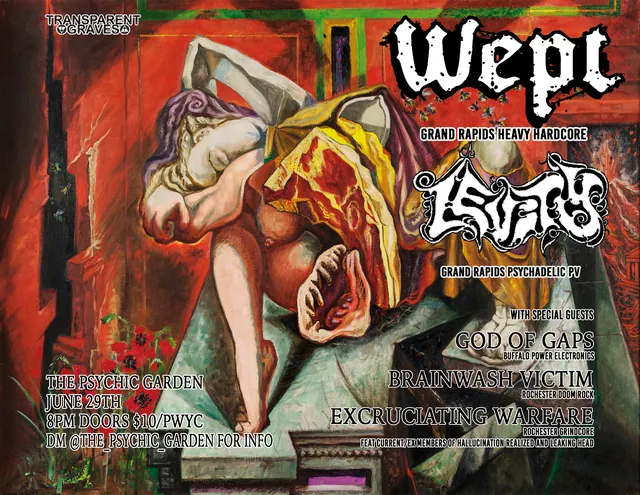 TRANSPARENT
GRAVES
Wept
GRAND RAPIDS HEAVY HARDCORE
LEVITY
GRAND RAPIDS PSYCHADELIC PV
WITH SPECIAL GUESTS
GOD OF GAPS
BUFFALO POWER ELECTRONICS
BRAINWASH VICTIM
ROCHESTER DOOM ROCK
EXCRUCIATING WARFARE
ROCHESTER GRINDCORE
FEAT CURRENT/EX MEMBERS OF HALLUCINATION REALIZED AND LEAKING HEAD
THE PSYCHIC GARDEN
JUNE 29TH
8PM DOORS $10/PWYC
DM @THE_PSYCHIC_GARDEN FOR INFO